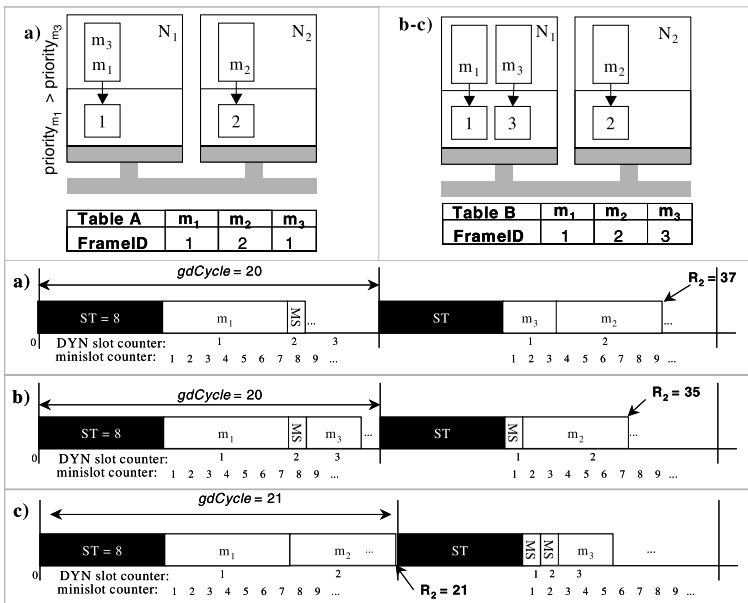 a)
N1
N2
m3
m1
m2
1
2
priority_m1 > priority_m3
Table A m1 m2 m3
FrameID 1 2 1
b-c)
N1
N2
m1
m3
m2
1
3
2
Table B m1 m2 m3
FrameID 1 2 3
a)
gdCycle = 20
R2 = 37
ST = 8
m1
MS
...
ST
m3
m2
...
0
DYN slot counter: 1 2 3 1 2
minislot counter: 1 2 3 4 5 6 7 8 9 ... 1 2 3 4 5 6 7 8 9 ...
b)
gdCycle = 20
R2 = 35
ST = 8
m1
MS
m3
...
ST
MS
m2
...
0
DYN slot counter: 1 2 3 1 2
minislot counter: 1 2 3 4 5 6 7 8 9 ... 1 2 3 4 5 6 7 8 9 ...
c)
gdCycle = 21
ST = 8
m1
m2 ...
ST
MS
MS
m3
...
0
DYN slot counter: 1 2 1 2 3
R2 = 21
minislot counter: 1 2 3 4 5 6 7 8 9 ... 1 2 3 4 5 6 7 8 9 ...